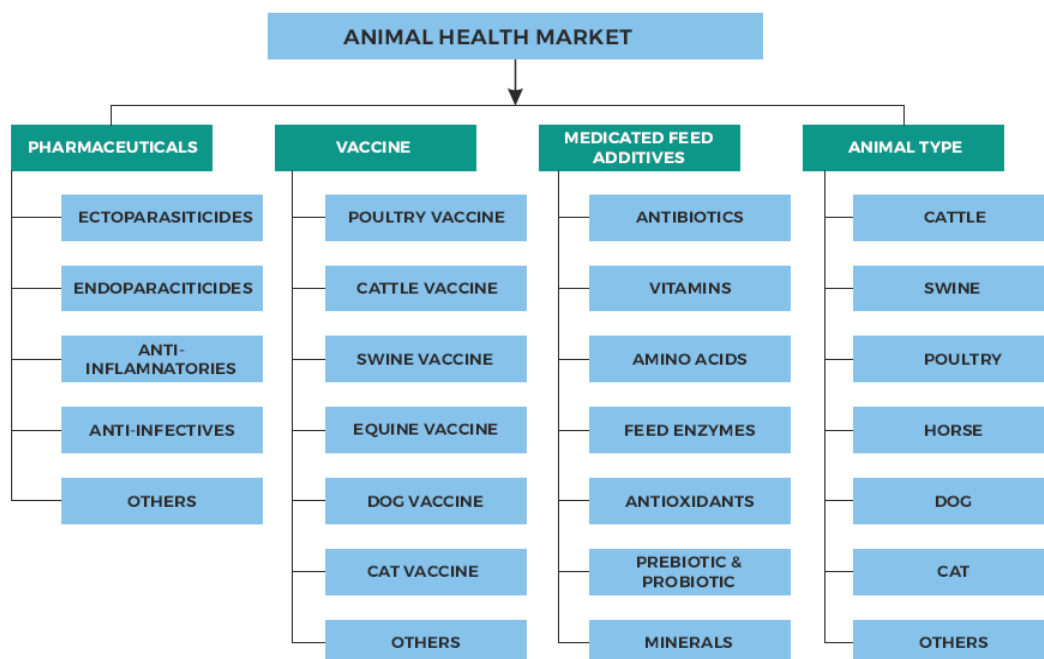 ANIMAL HEALTH MARKET
PHARMACEUTICALS
ECTOPARASITICIDES
ENDOPARACITICIDES
ANTI-
INFLAMNATORIES
ANTI-INFECTIVES
OTHERS
VACCINE
POULTRY VACCINE
CATTLE VACCINE
SWINE VACCINE
EQUINE VACCINE
DOG VACCINE
CAT VACCINE
OTHERS
MEDICATED FEED
ADDITIVES
ANTIBIOTICS
VITAMINS
AMINO ACIDS
FEED ENZYMES
ANTIOXIDANTS
PREBIOTIC &
PROBIOTIC
MINERALS
ANIMAL TYPE
CATTLE
SWINE
POULTRY
HORSE
DOG
CAT
OTHERS